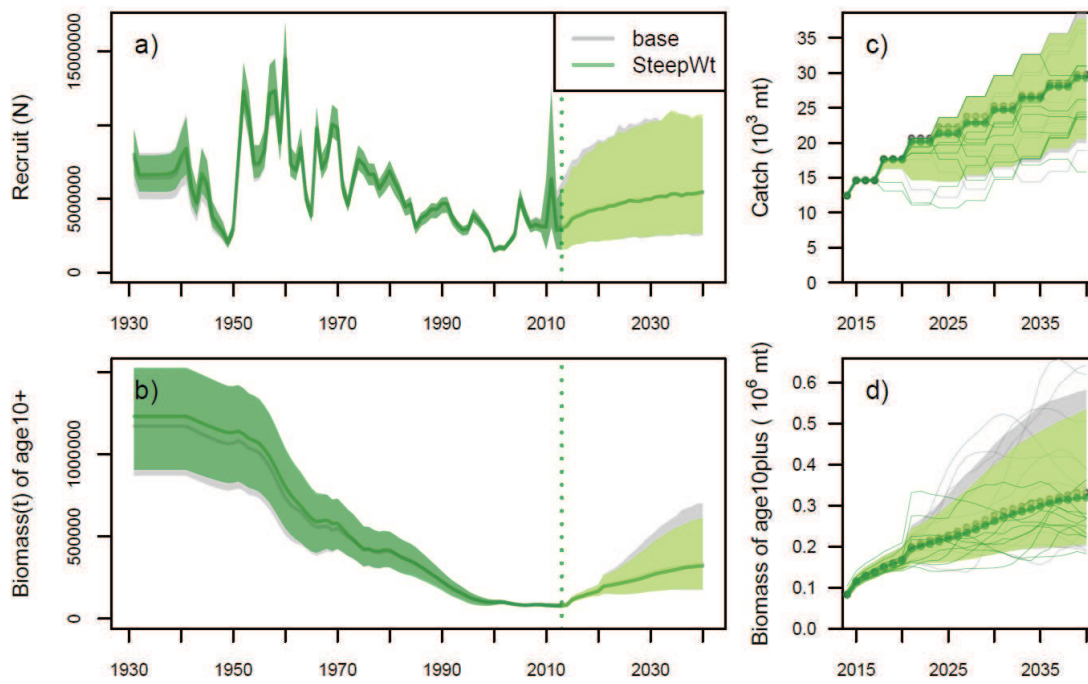 a)
base
SteepWt
Recruit (N)
0 5000000 15000000
1930 1950 1970 1990 2010 2030
c)
Catch (10³ mt)
0 5 10 15 20 25 30 35
2015 2025 2035
b)
Biomass(t) of age10+
0 500000 1000000
1930 1950 1970 1990 2010 2030
d)
Biomass of age10plus ( 10⁶ mt)
0.0 0.1 0.2 0.3 0.4 0.5 0.6
2015 2025 2035